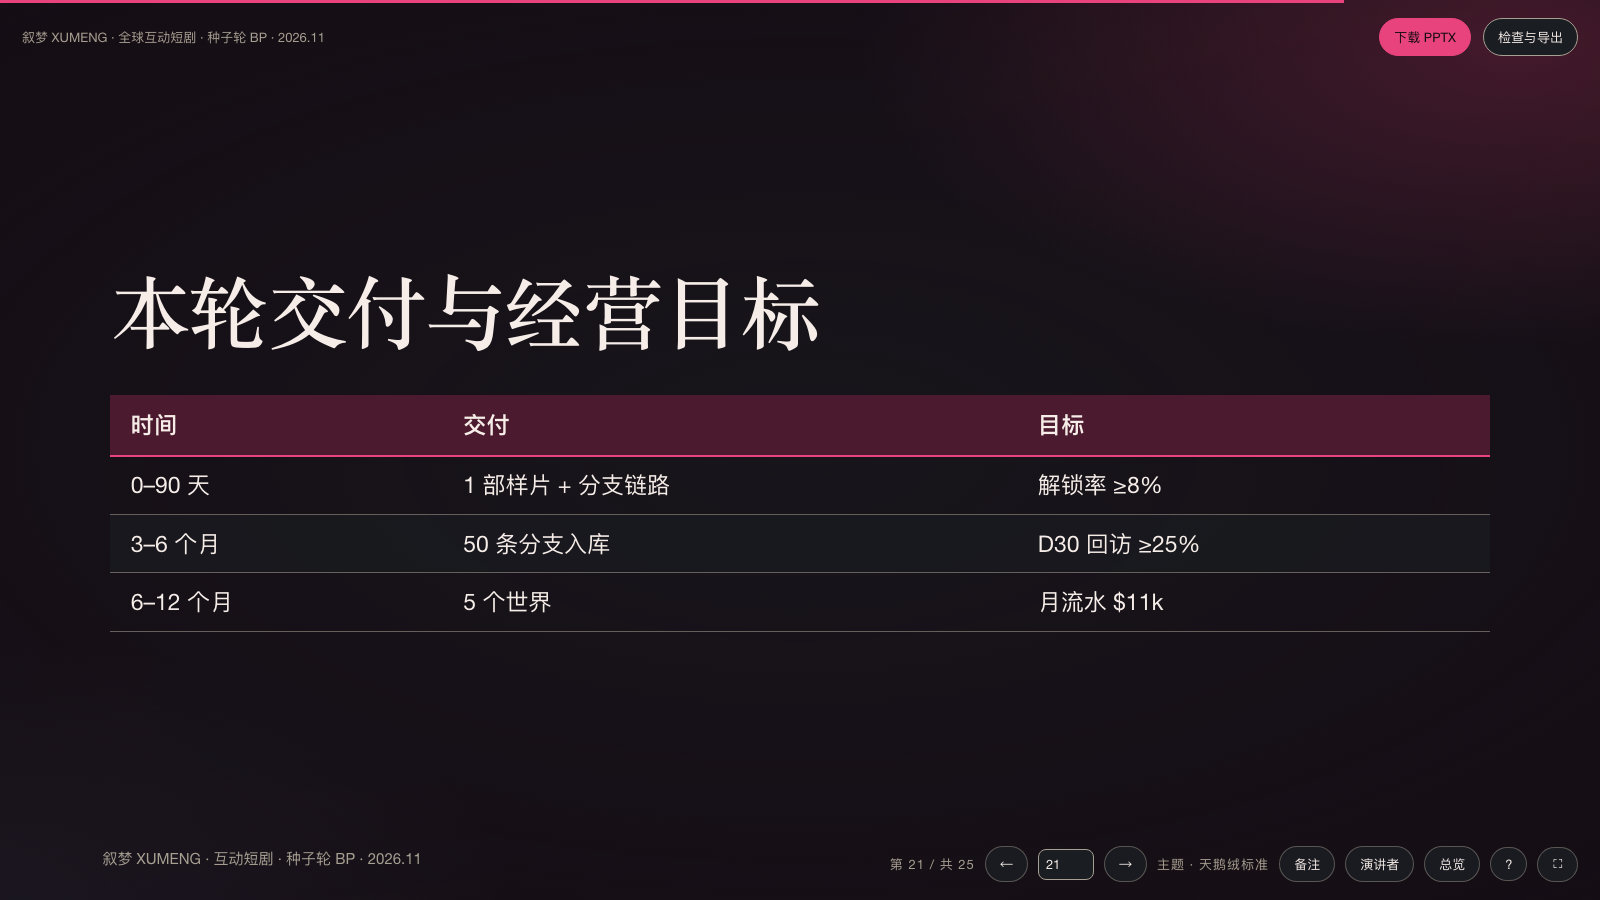 叙梦 XUMENG · 全球互动短剧 · 种子轮 BP · 2026.11
下载 PPTX
检查与导出
本轮交付与经营目标
时间 交付 目标
0–90 天 1 部样片 + 分支链路 解锁率 ≥8%
3–6 个月 50 条分支入库 D30 回访 ≥25%
6–12 个月 5 个世界 月流水 $11k
叙梦 XUMENG · 互动短剧 · 种子轮 BP · 2026.11
第 21 / 共 25 ← 21 → 主题 · 天鹅绒标准 备注 演讲者 总览 ?